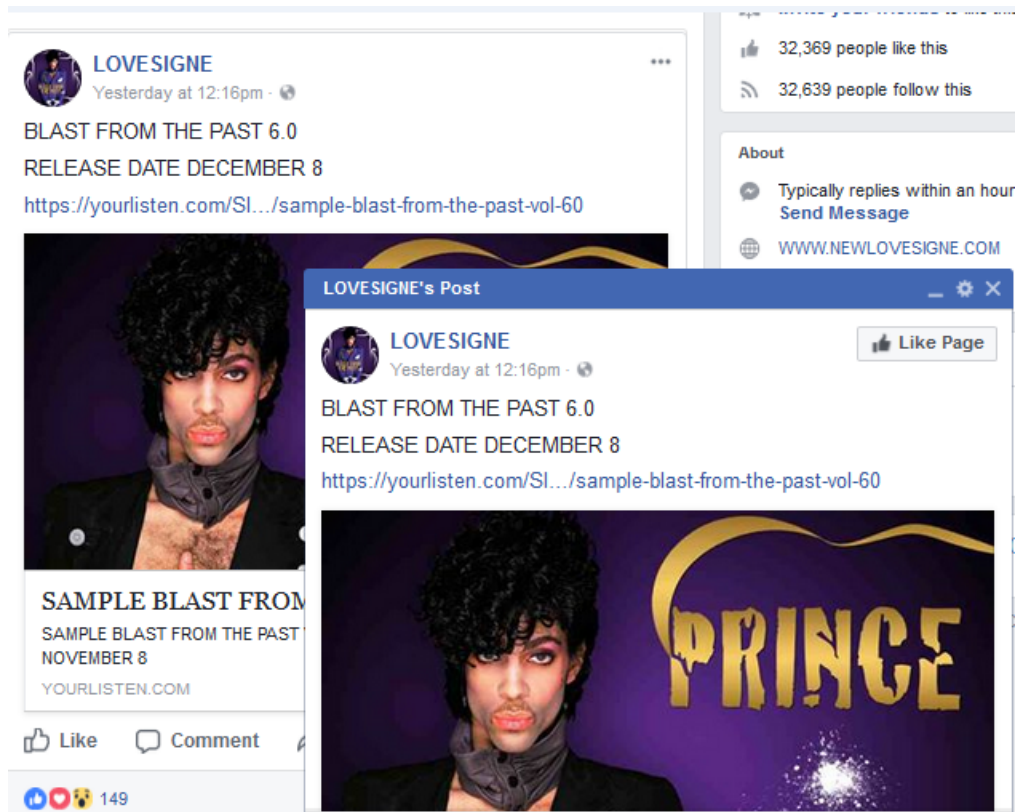 LOVESIGNE
Yesterday at 12:16pm ·
BLAST FROM THE PAST 6.0
RELEASE DATE DECEMBER 8
https://yourlisten.com/SI.../sample-blast-from-the-past-vol-60
SAMPLE BLAST FROM
SAMPLE BLAST FROM THE PAST
NOVEMBER 8
YOURLISTEN.COM
Like Comment
149
32,369 people like this
32,639 people follow this
About
Typically replies within an hour
Send Message
WWW.NEWLOVESIGNE.COM
LOVESIGNE's Post
LOVESIGNE
Like Page
Yesterday at 12:16pm ·
BLAST FROM THE PAST 6.0
RELEASE DATE DECEMBER 8
https://yourlisten.com/SI.../sample-blast-from-the-past-vol-60
PRINCE